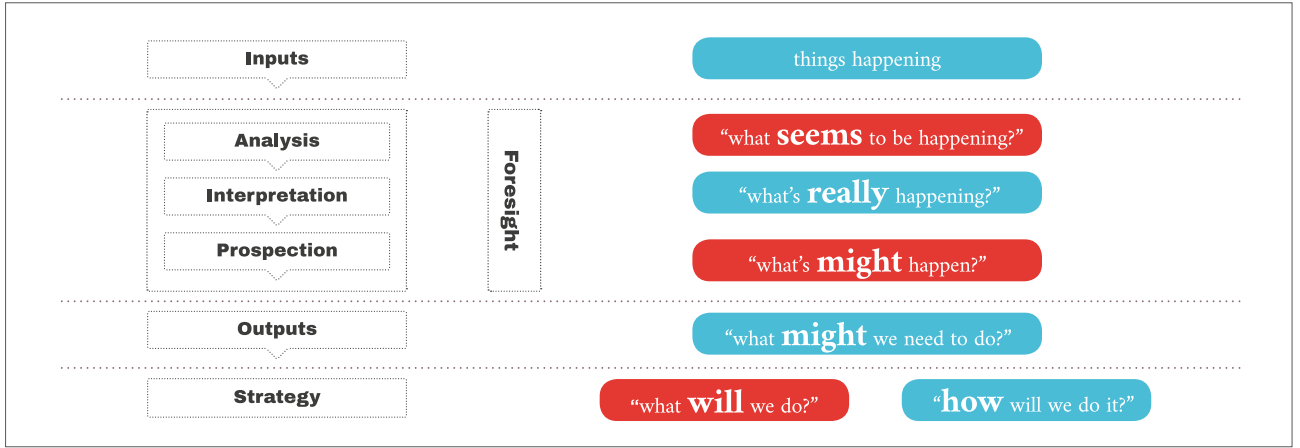 Inputs
things happening
Analysis
“what seems to be happening?”
Interpretation
“what’s really happening?”
Prospection
“what’s might happen?”
Foresight
Outputs
“what might we need to do?”
Strategy
“what will we do?”
“how will we do it?”